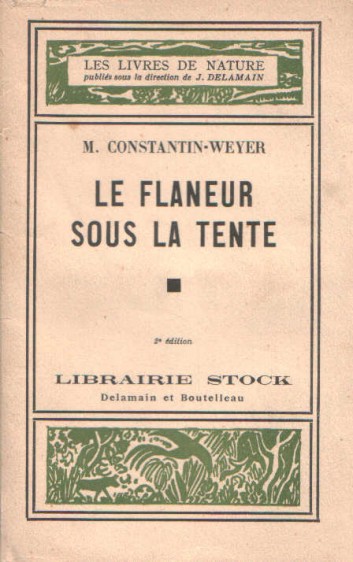 LES LIVRES DE NATURE
publiés sous la direction de J. DELAMAIN
M. CONSTANTIN-WEYER
LE FLANEUR
SOUS LA TENTE
2e édition
LIBRAIRIE STOCK
Delamain et Boutelleau